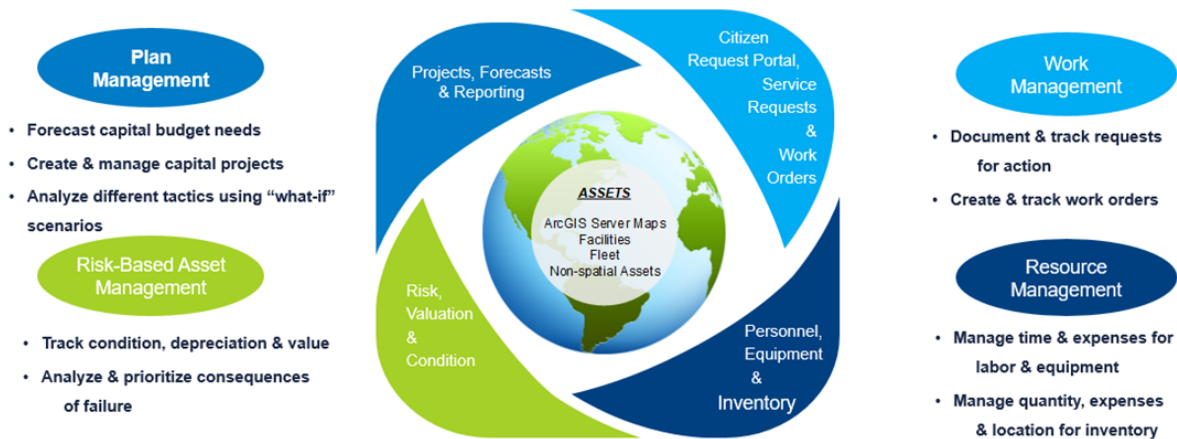 Plan
Management
• Forecast capital budget needs
• Create & manage capital projects
• Analyze different tactics using “what-if”
scenarios
Risk-Based Asset
Management
• Track condition, depreciation & value
• Analyze & prioritize consequences
of failure
Projects, Forecasts
& Reporting
Citizen
Request Portal,
Service
Requests
&
Work
Orders
ASSETS
ArcGIS Server Maps
Facilities
Fleet
Non-spatial Assets
Risk,
Valuation
&
Condition
Personnel,
Equipment
&
Inventory
Work
Management
• Document & track requests
for action
• Create & track work orders
Resource
Management
• Manage time & expenses for
labor & equipment
• Manage quantity, expenses
& location for inventory